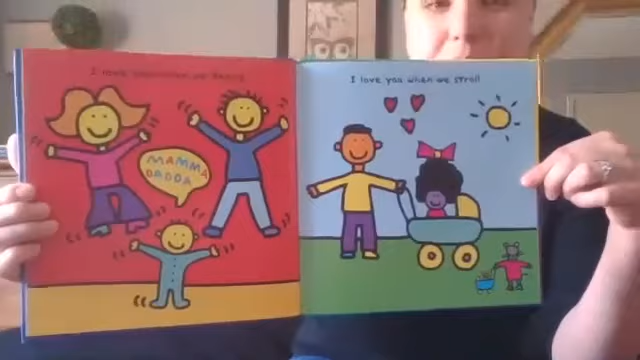 I love you when we dance
MAMMA
DADDA
I love you when we stroll